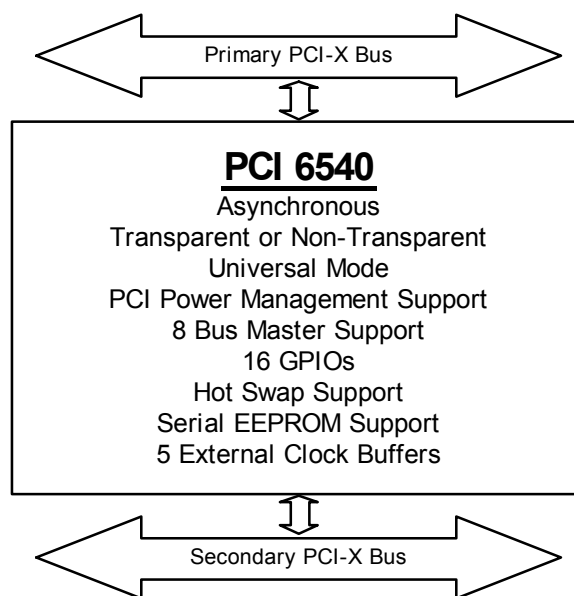 Primary PCI-X Bus
PCI 6540
Asynchronous
Transparent or Non-Transparent
Universal Mode
PCI Power Management Support
8 Bus Master Support
16 GPIOs
Hot Swap Support
Serial EEPROM Support
5 External Clock Buffers
Secondary PCI-X Bus